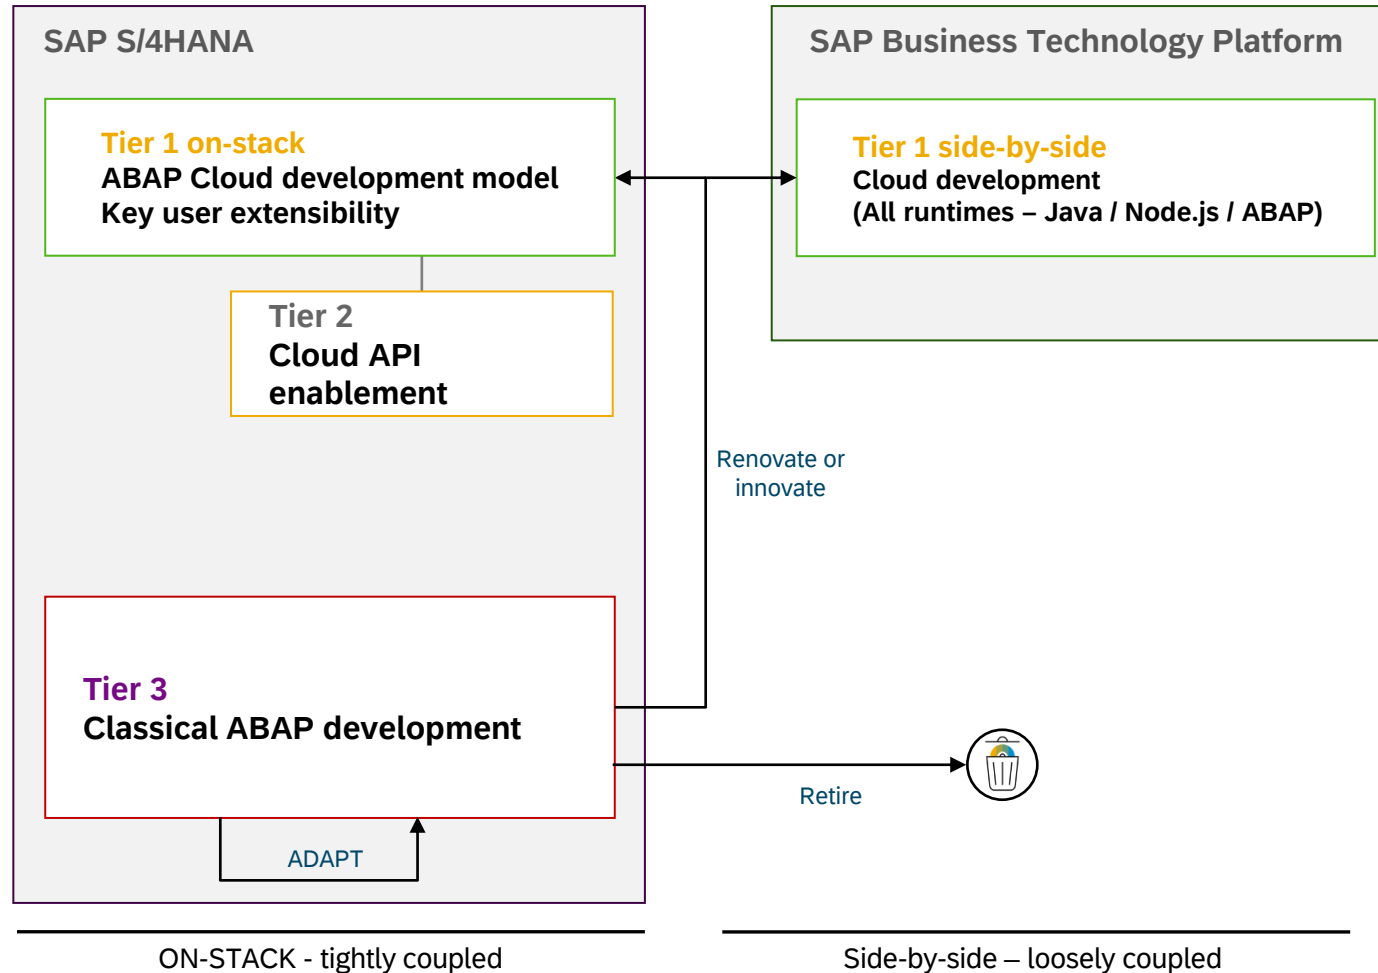 SAP S/4HANA
Tier 1 on-stack
ABAP Cloud development model
Key user extensibility
Tier 2
Cloud API
enablement
Tier 3
Classical ABAP development
ADAPT
SAP Business Technology Platform
Tier 1 side-by-side
Cloud development
(All runtimes – Java / Node.js / ABAP)
Renovate or
innovate
Retire
ON-STACK - tightly coupled
Side-by-side – loosely coupled